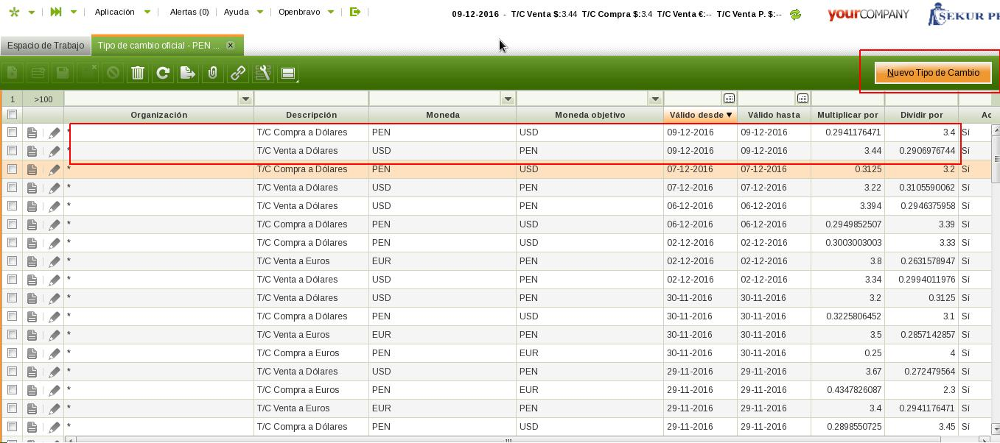 Aplicación Alertas (0) Ayuda Openbravo 09-12-2016 - T/C Venta $:3.44 T/C Compra $:3.4 T/C Venta €:-- T/C Venta P. $:-- yourCOMPANY SEKUR PE
Espacio de Trabajo Tipo de cambio oficial - PEN ... x
Nuevo Tipo de Cambio
1 >100
Organización Descripción Moneda Moneda objetivo Válido desde ▼ Válido hasta Multiplicar por Dividir por Ac
* T/C Compra a Dólares PEN USD 09-12-2016 09-12-2016 0.2941176471 3.4 Sí
* T/C Venta a Dólares USD PEN 09-12-2016 09-12-2016 3.44 0.2906976744 Sí
* T/C Compra a Dólares PEN USD 07-12-2016 07-12-2016 0.3125 3.2 Sí
* T/C Venta a Dólares USD PEN 07-12-2016 07-12-2016 3.22 0.3105590062 Sí
* T/C Venta a Dólares USD PEN 06-12-2016 06-12-2016 3.394 0.2946375958 Sí
* T/C Compra a Dólares PEN USD 06-12-2016 06-12-2016 0.2949852507 3.39 Sí
* T/C Compra a Dólares PEN USD 02-12-2016 02-12-2016 0.3003003003 3.33 Sí
* T/C Venta a Euros EUR PEN 02-12-2016 02-12-2016 3.8 0.2631578947 Sí
* T/C Venta a Dólares USD PEN 02-12-2016 02-12-2016 3.34 0.2994011976 Sí
* T/C Venta a Dólares USD PEN 30-11-2016 30-11-2016 3.2 0.3125 Sí
* T/C Compra a Dólares PEN USD 30-11-2016 30-11-2016 0.3225806452 3.1 Sí
* T/C Venta a Euros EUR PEN 30-11-2016 30-11-2016 3.5 0.2857142857 Sí
* T/C Compra a Euros PEN EUR 30-11-2016 30-11-2016 0.25 4 Sí
* T/C Venta a Dólares USD PEN 29-11-2016 29-11-2016 3.67 0.272479564 Sí
* T/C Compra a Euros PEN EUR 29-11-2016 29-11-2016 0.4347826087 2.3 Sí
* T/C Venta a Euros EUR PEN 29-11-2016 29-11-2016 3.4 0.2941176471 Sí
* T/C Compra a Dólares PEN USD 29-11-2016 29-11-2016 0.2898550725 3.45 Sí